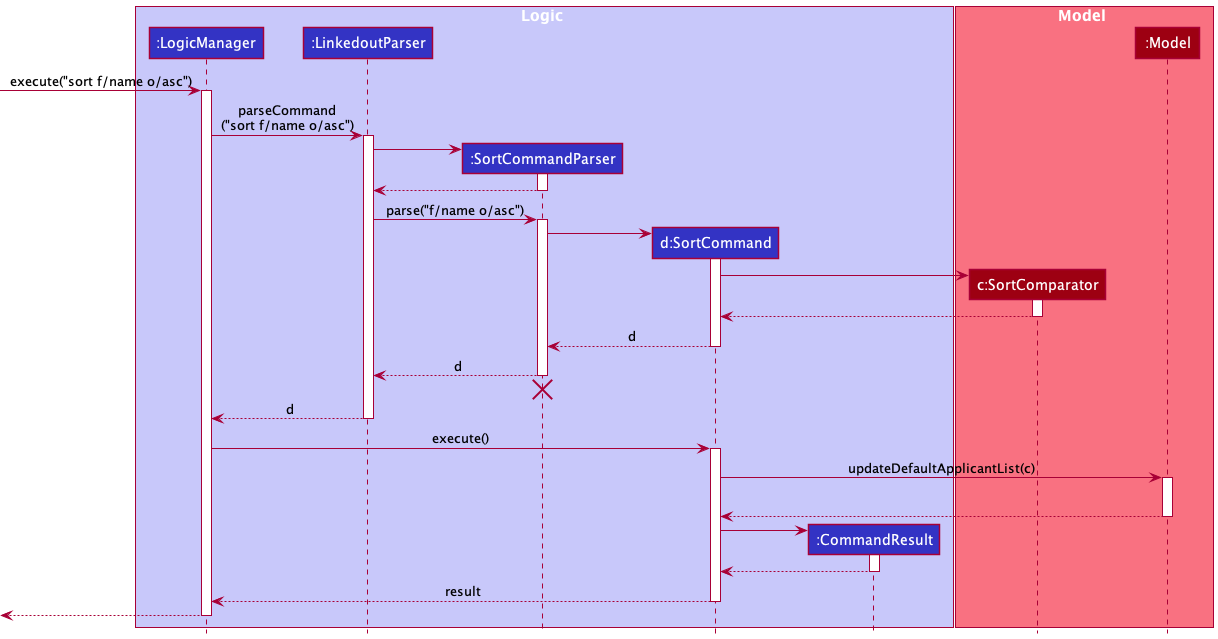 Logic
Model
:LogicManager
:LinkedoutParser
:Model
execute("sort f/name o/asc")
parseCommand
("sort f/name o/asc")
:SortCommandParser
parse("f/name o/asc")
d:SortCommand
c:SortComparator
d
d
d
execute()
updateDefaultApplicantList(c)
:CommandResult
result